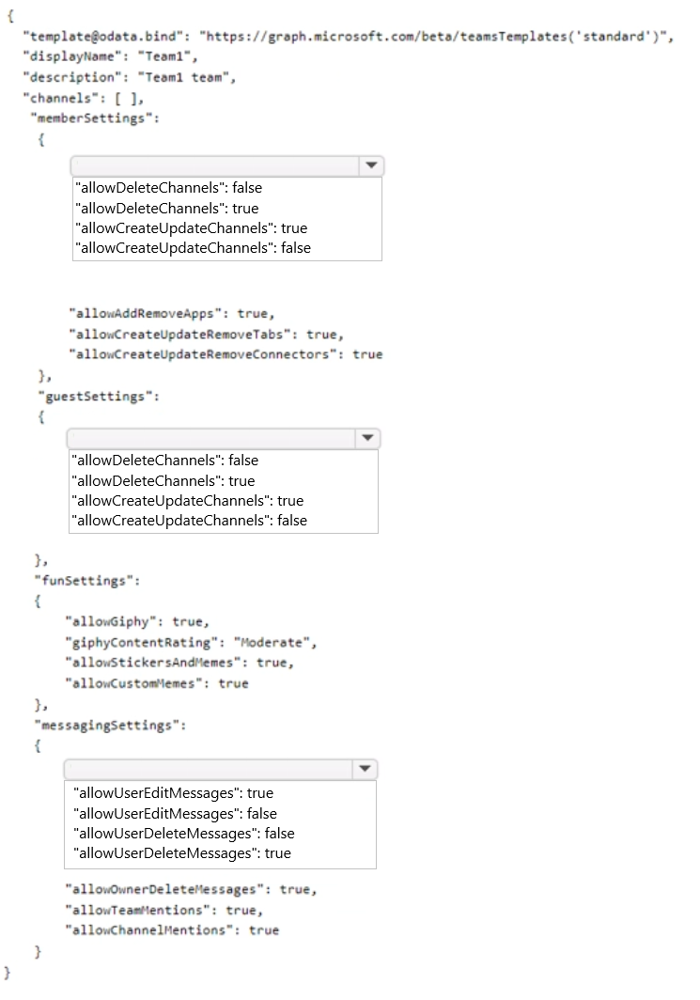 {
"template@odata.bind": "https://graph.microsoft.com/beta/teamsTemplates('standard')",
"displayName": "Team1",
"description": "Team1 team",
"channels": [ ],
"memberSettings":
{
"allowDeleteChannels": false
"allowDeleteChannels": true
"allowCreateUpdateChannels": true
"allowCreateUpdateChannels": false
"allowAddRemoveApps": true,
"allowCreateUpdateRemoveTabs": true,
"allowCreateUpdateRemoveConnectors": true
},
"guestSettings":
{
"allowDeleteChannels": false
"allowDeleteChannels": true
"allowCreateUpdateChannels": true
"allowCreateUpdateChannels": false
},
"funSettings":
{
"allowGiphy": true,
"giphyContentRating": "Moderate",
"allowStickersAndMemes": true,
"allowCustomMemes": true
},
"messagingSettings":
{
"allowUserEditMessages": true
"allowUserEditMessages": false
"allowUserDeleteMessages": false
"allowUserDeleteMessages": true
"allowOwnerDeleteMessages": true,
"allowTeamMentions": true,
"allowChannelMentions": true
}
}